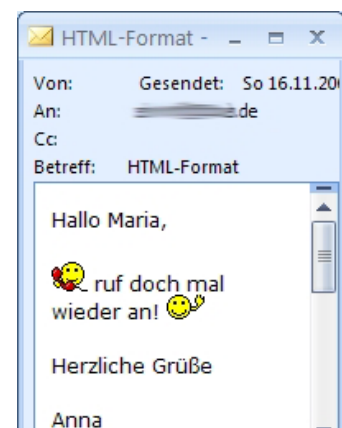 HTML-Format -
Von: Gesendet: So 16.11.200
An: .de
Cc:
Betreff: HTML-Format
Hallo Maria,
ruf doch mal
wieder an!
Herzliche Grüße
Anna